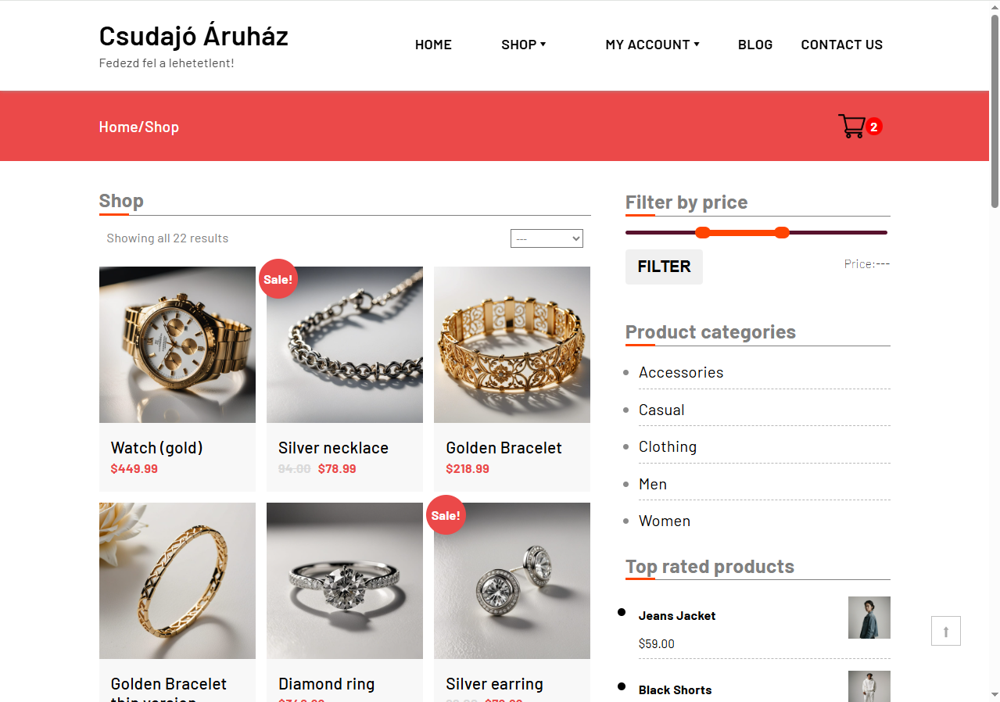 Csudajó Áruház
Fedezd fel a lehetetlent!
HOME
SHOP
MY ACCOUNT
BLOG
CONTACT US
Home/Shop
2
Shop
Showing all 22 results
---
Sale!
Watch (gold)
$449.99
Silver necklace
94.00 $78.99
Golden Bracelet
$218.99
Sale!
Golden Bracelet
thin version
Diamond ring
Silver earring
Filter by price
FILTER
Price:---
Product categories
Accessories
Casual
Clothing
Men
Women
Top rated products
Jeans Jacket
$59.00
Black Shorts